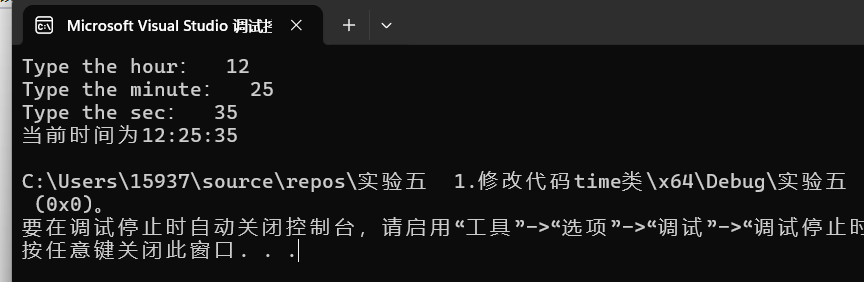 Microsoft Visual Studio 调试控
Type the hour:   12
Type the minute:   25
Type the sec:   35
当前时间为12:25:35
C:\Users\15937\source\repos\实验五  1.修改代码time类\x64\Debug\实验五
(0x0)。
要在调试停止时自动关闭控制台，请启用“工具”->“选项”->“调试”->“调试停止时
按任意键关闭此窗口. . .